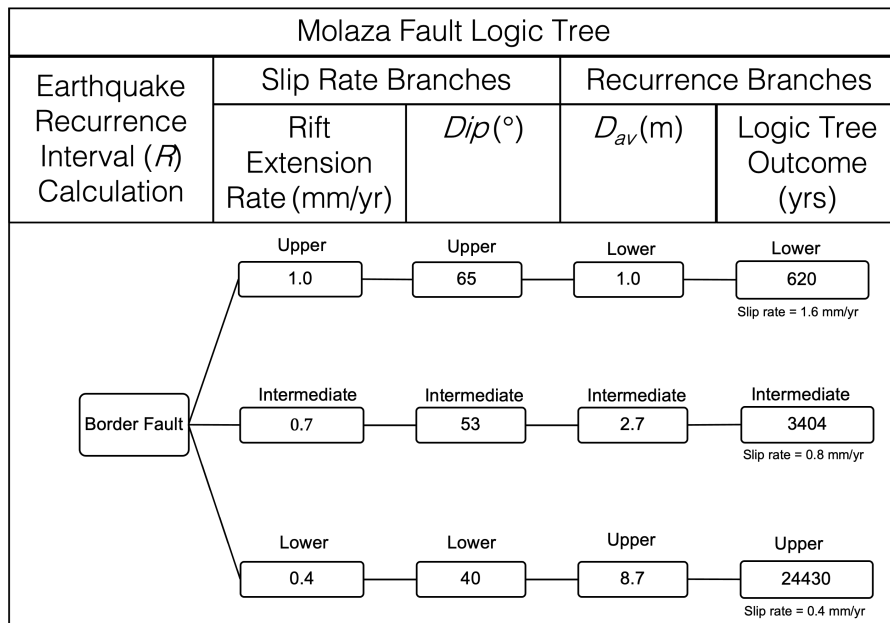 Molaza Fault Logic Tree
Earthquake
Recurrence
Interval (R)
Calculation
Slip Rate Branches
Recurrence Branches
Rift
Extension
Rate (mm/yr)
Dip (°)
Dav (m)
Logic Tree
Outcome
(yrs)
Upper
Upper
Lower
Lower
1.0
65
1.0
620
Slip rate = 1.6 mm/yr
Intermediate
Intermediate
Intermediate
Intermediate
Border Fault
0.7
53
2.7
3404
Slip rate = 0.8 mm/yr
Lower
Lower
Upper
Upper
0.4
40
8.7
24430
Slip rate = 0.4 mm/yr